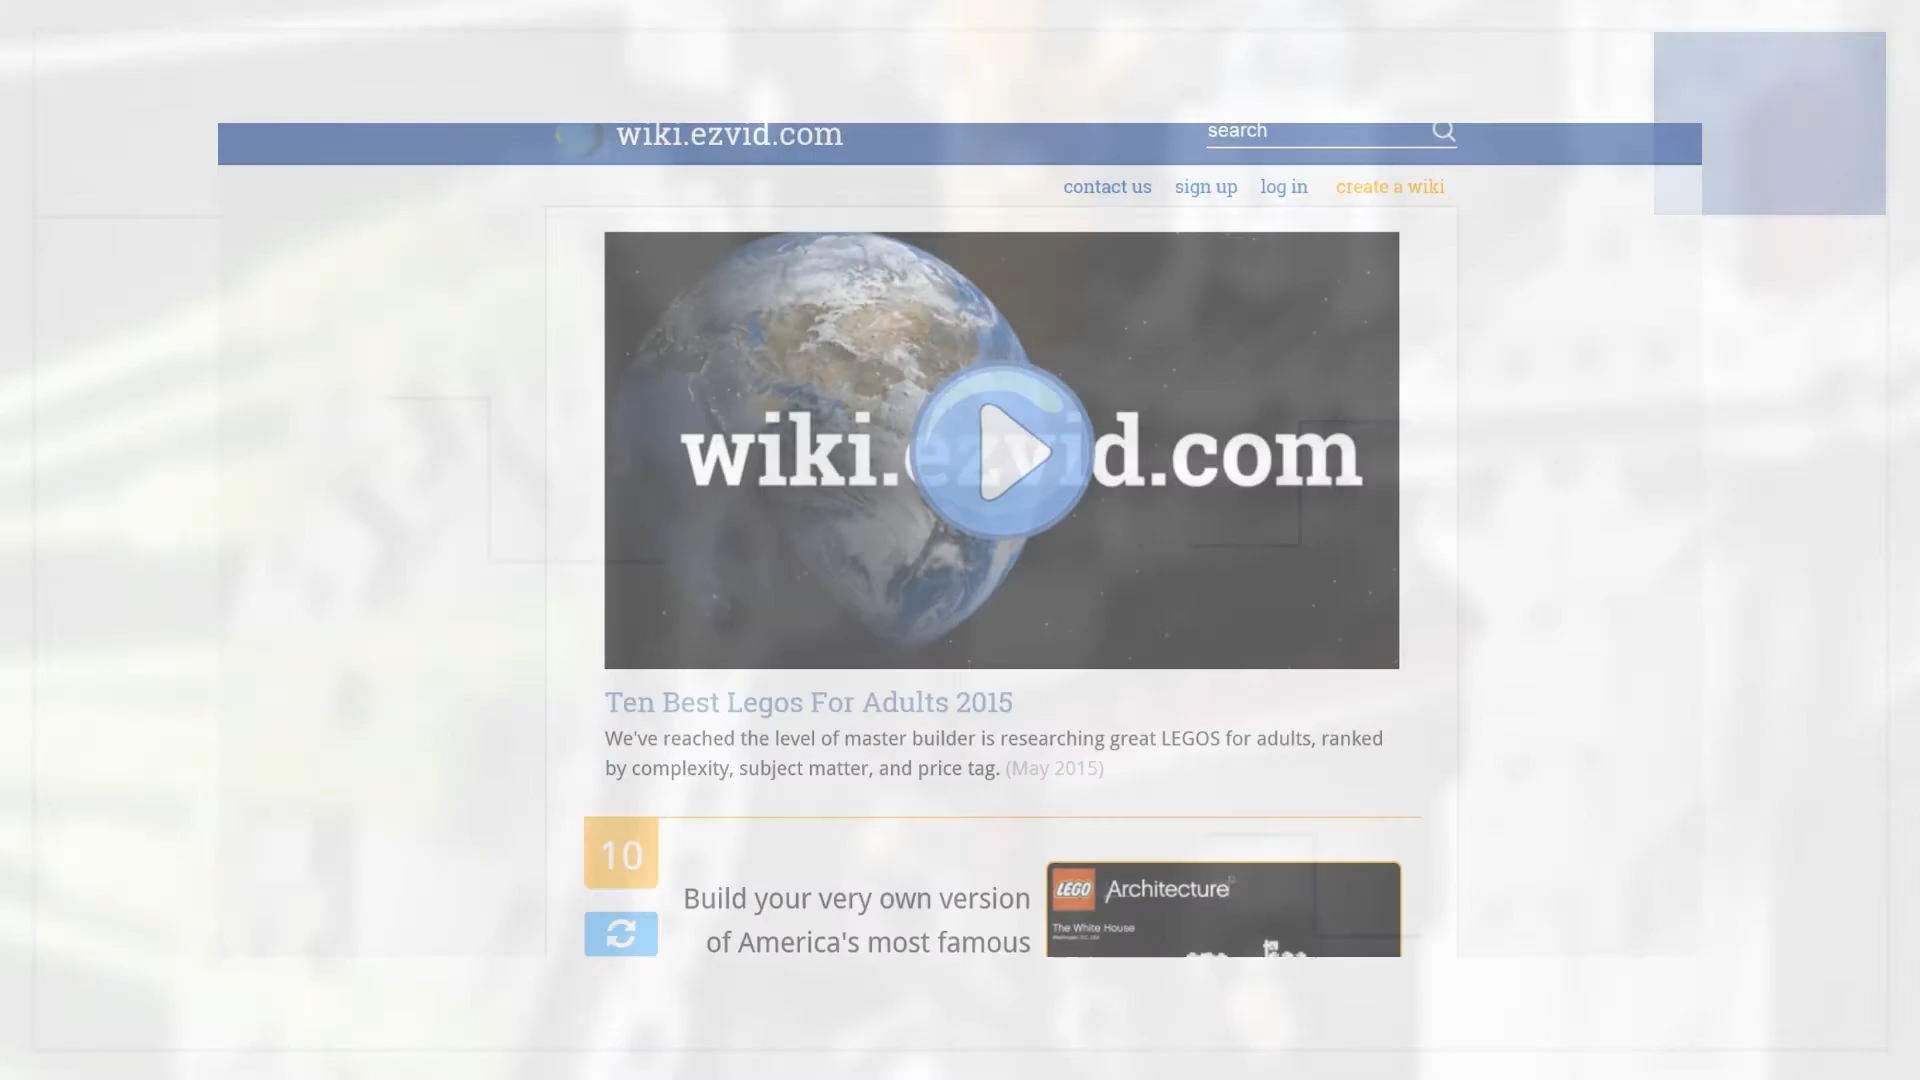 wiki.ezvid.com
search
contact us sign up log in create a wiki
wiki.ezvid.com
Ten Best Legos For Adults 2015
We've reached the level of master builder is researching great LEGOS for adults, ranked
by complexity, subject matter, and price tag. (May 2015)
10
Build your very own version
of America's most famous
LEGO Architecture
The White House